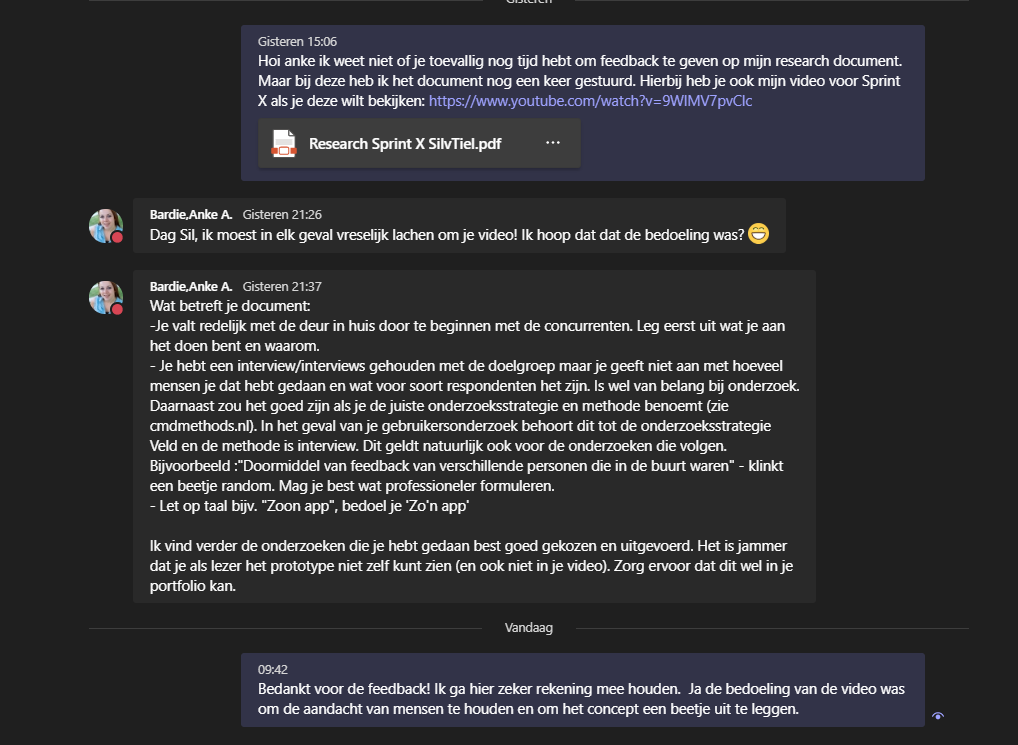 Gisteren
Gisteren 15:06
Hoi anke ik weet niet of je toevallig nog tijd hebt om feedback te geven op mijn research document.
Maar bij deze heb ik het document nog een keer gestuurd. Hierbij heb je ook mijn video voor Sprint
X als je deze wilt bekijken: https://www.youtube.com/watch?v=9WIMV7pvClc
Research Sprint X SilvTiel.pdf
Bardie,Anke A. Gisteren 21:26
Dag Sil, ik moest in elk geval vreselijk lachen om je video! Ik hoop dat dat de bedoeling was?
Bardie,Anke A. Gisteren 21:37
Wat betreft je document:
-Je valt redelijk met de deur in huis door te beginnen met de concurrenten. Leg eerst uit wat je aan
het doen bent en waarom.
- Je hebt een interview/interviews gehouden met de doelgroep maar je geeft niet aan met hoeveel
mensen je dat hebt gedaan en wat voor soort respondenten het zijn. Is wel van belang bij onderzoek.
Daarnaast zou het goed zijn als je de juiste onderzoeksstrategie en methode benoemt (zie
cmdmethods.nl). In het geval van je gebruikersonderzoek behoort dit tot de onderzoeksstrategie
Veld en de methode is interview. Dit geldt natuurlijk ook voor de onderzoeken die volgen.
Bijvoorbeeld :"Doormiddel van feedback van verschillende personen die in de buurt waren" - klinkt
een beetje random. Mag je best wat professioneler formuleren.
- Let op taal bijv. "Zoon app", bedoel je 'Zo'n app'
Ik vind verder de onderzoeken die je hebt gedaan best goed gekozen en uitgevoerd. Het is jammer
dat je als lezer het prototype niet zelf kunt zien (en ook niet in je video). Zorg ervoor dat dit wel in je
portfolio kan.
Vandaag
09:42
Bedankt voor de feedback! Ik ga hier zeker rekening mee houden.  Ja de bedoeling van de video was
om de aandacht van mensen te houden en om het concept een beetje uit te leggen.